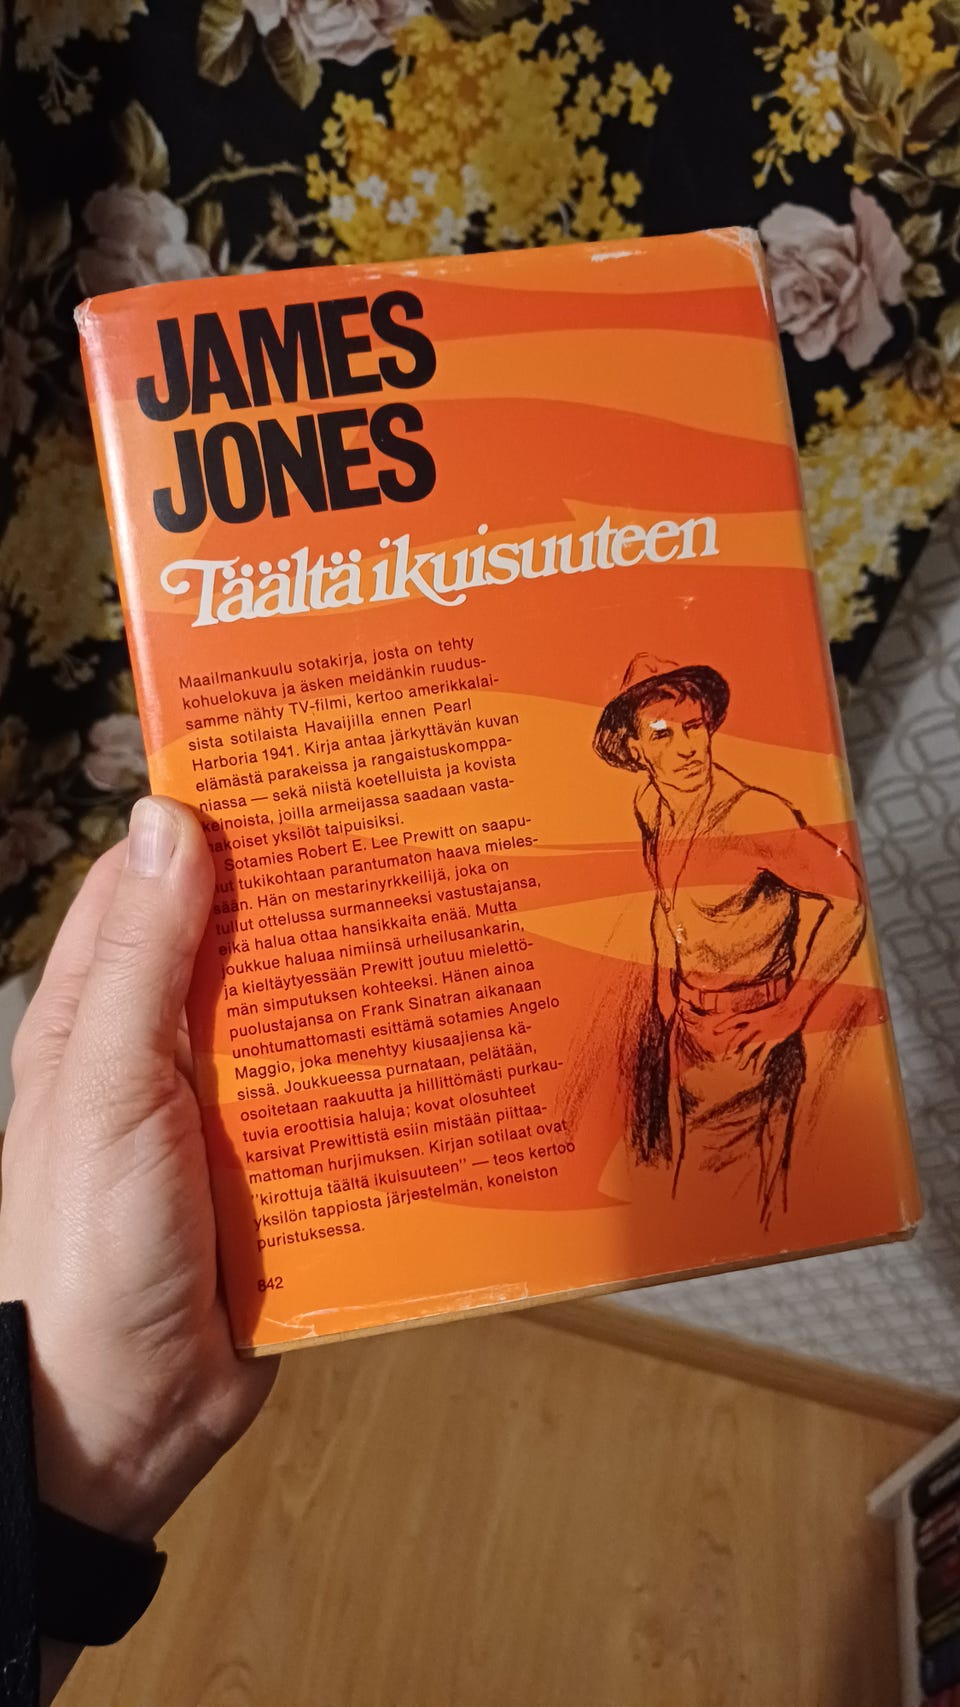 JAMES
JONES
Täältä ikuisuuteen
Maailmankuulu sotakirja, josta on tehty
kohuelokuva ja äsken meidänkin ruudus-
samme nähty TV-filmi, kertoo amerikkalai-
sista sotilaista Havaijilla ennen Pearl
Harboria 1941. Kirja antaa järkyttävän kuvan
elämästä parakeissa ja rangaistuskomppa-
niassa — sekä niistä koetelluista ja kovista
keinoista, joilla armeijassa saadaan vasta-
hakoiset yksilöt taipuisiksi.
Sotamies Robert E. Lee Prewitt on saapu-
nut tukikohtaan parantumaton haava mieles-
sään. Hän on mestarinyrkkeilijä, joka on
tullut ottelussa surmanneeksi vastustajansa,
eikä halua ottaa hansikkaita enää. Mutta
joukkue haluaa nimiinsä urheilusankarin,
ja kieltäytyessään Prewitt joutuu mielettö-
män simputuksen kohteeksi. Hänen ainoa
puolustajansa on Frank Sinatran aikanaan
unohtumattomasti esittämä sotamies Angelo
Maggio, joka menehtyy kiusaajiensa kä-
sissä. Joukkueessa purnataan, pelätään,
osoitetaan raakuutta ja hillittömästi purkau-
tuvia eroottisia haluja; kovat olosuhteet
karsivat Prewittistä esiin mistään piittaa-
mattoman hurjimuksen. Kirjan sotilaat ovat
"kirottuja täältä ikuisuuteen" — teos kertoo
yksilön tappiosta järjestelmän, koneiston
puristuksessa.
842